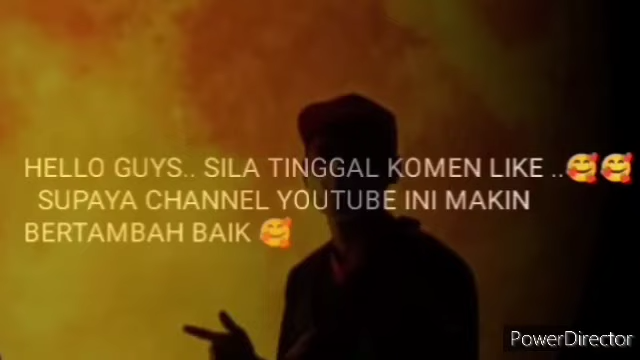 HELLO GUYS.. SILA TINGGAL KOMEN LIKE ..🥰🥰
SUPAYA CHANNEL YOUTUBE INI MAKIN
BERTAMBAH BAIK 🥰
PowerDirector